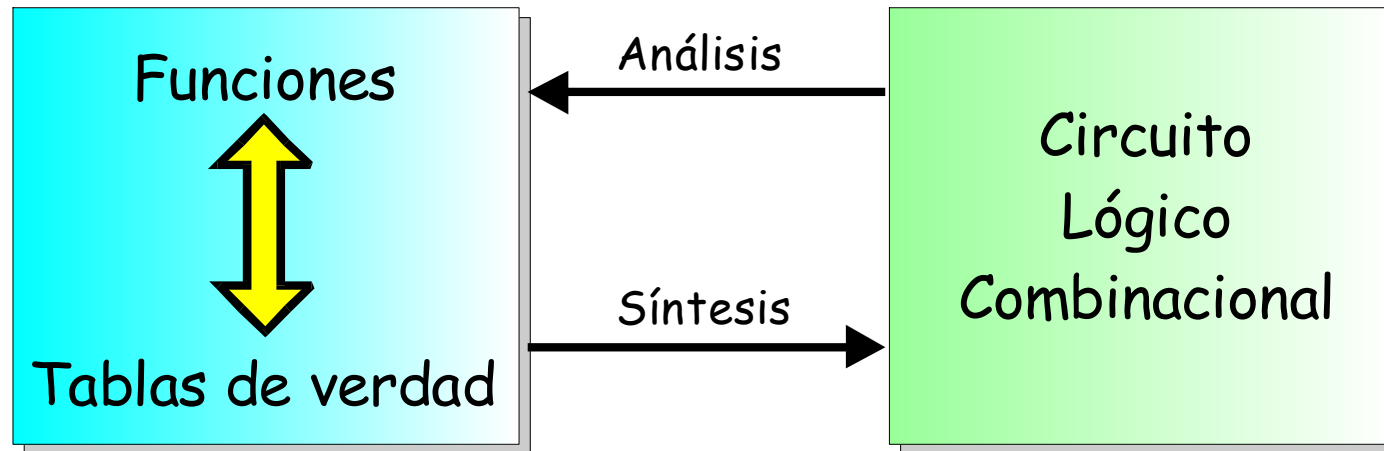 Funciones
Tablas de verdad
Análisis
Síntesis
Circuito
Lógico
Combinacional